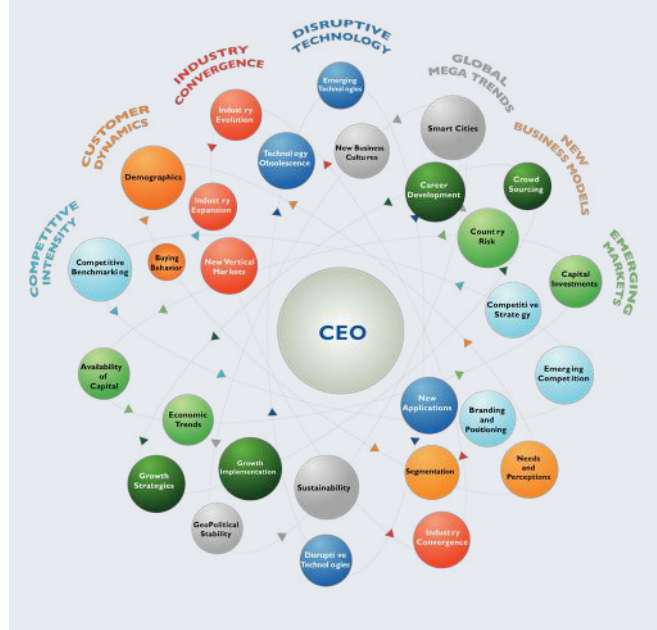 DISRUPTIVE
TECHNOLOGY
INDUSTRY
CONVERGENCE
GLOBAL
MEGA TRENDS
CUSTOMER
DYNAMICS
NEW
BUSINESS MODELS
COMPETITIVE
INTENSITY
EMERGING
MARKETS
Emerging
Technologies
Industry
Evolution
Smart Cities
Technology
Obsolescence
New Business
Cultures
Demographics
Career
Development
Crowd
Sourcing
Industry
Expansion
Country
Risk
Competitive
Benchmarking
Buying
Behavior
New Vertical
Markets
Capital
Investments
Competitive
Strategy
CEO
Availability
of
Capital
Emerging
Competition
New
Applications
Economic
Trends
Branding
and
Positioning
Growth
Strategies
Growth
Implementation
Sustainability
Segmentation
Needs
and
Perceptions
GeoPolitical
Stability
Industry
Convergence
Disruptive
Technologies